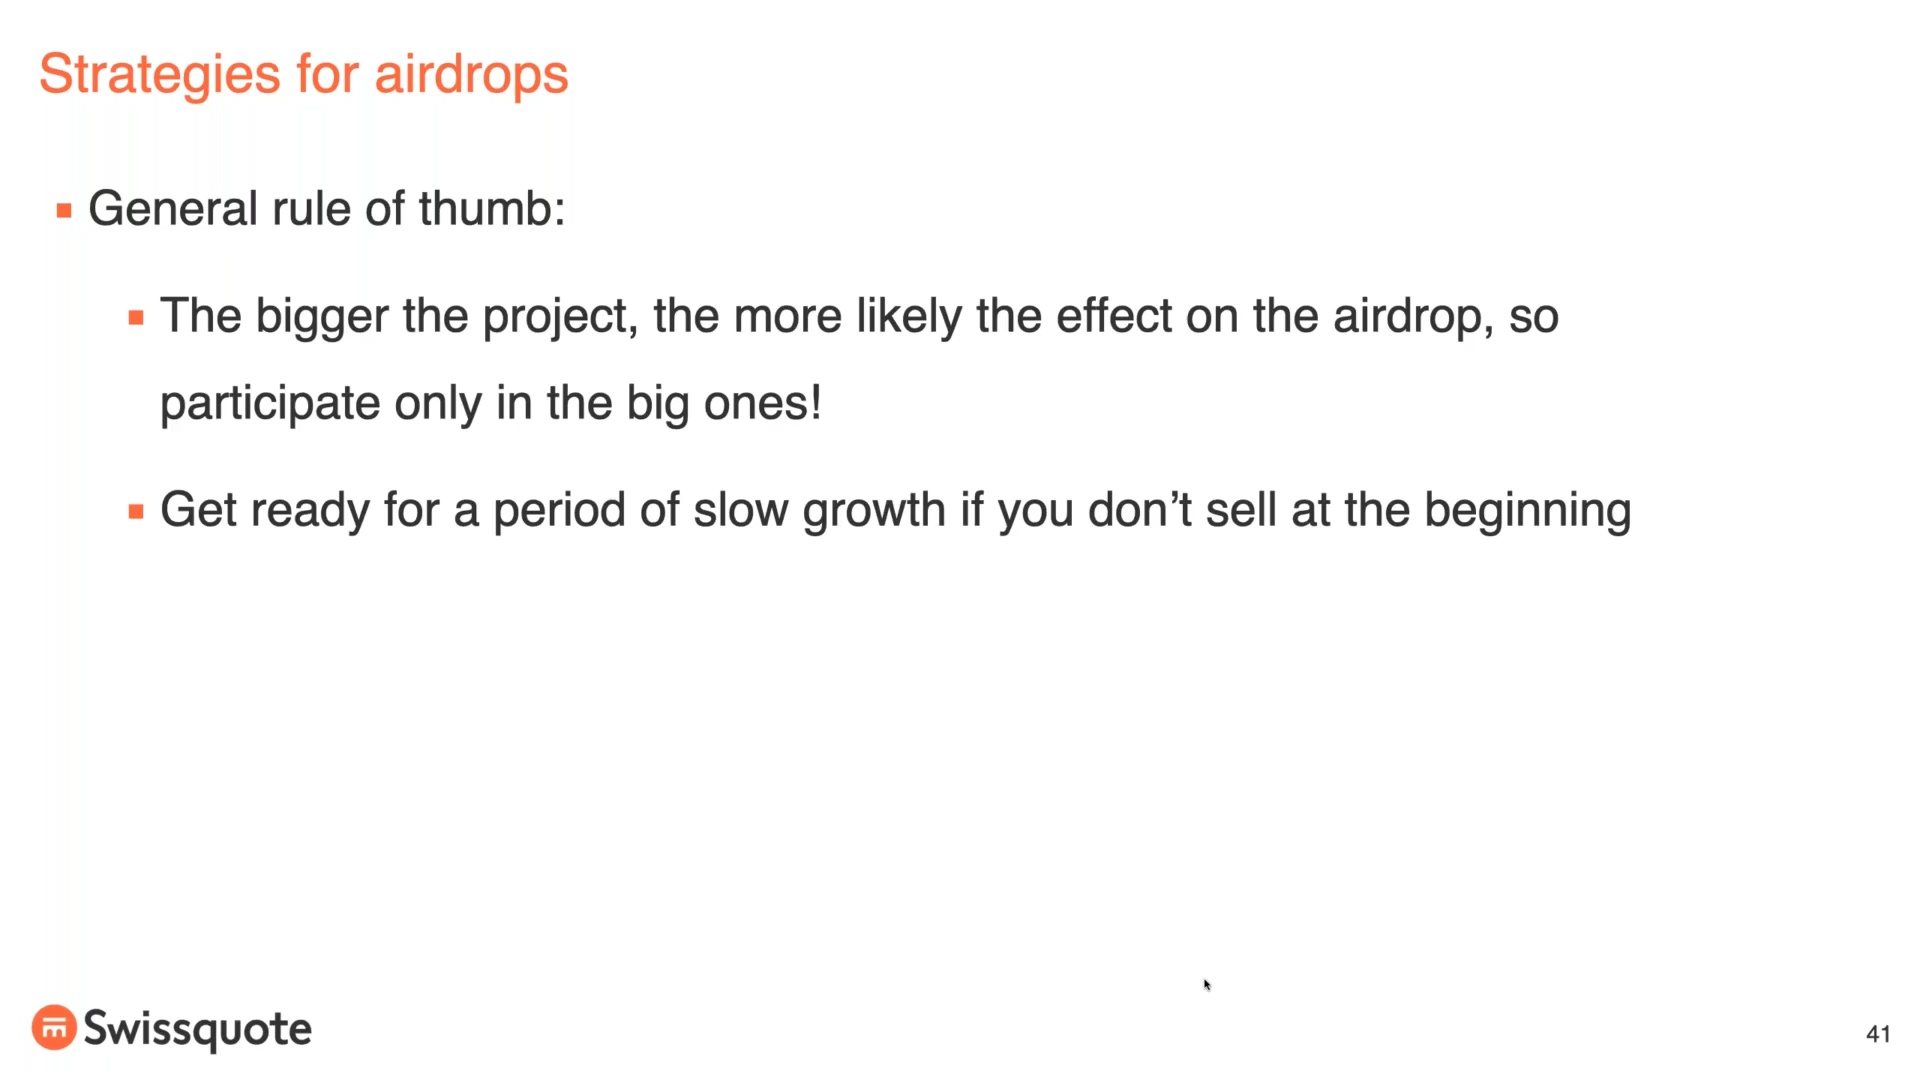 Strategies for airdrops
General rule of thumb:
The bigger the project, the more likely the effect on the airdrop, so
participate only in the big ones!
Get ready for a period of slow growth if you don’t sell at the beginning
Swissquote
41